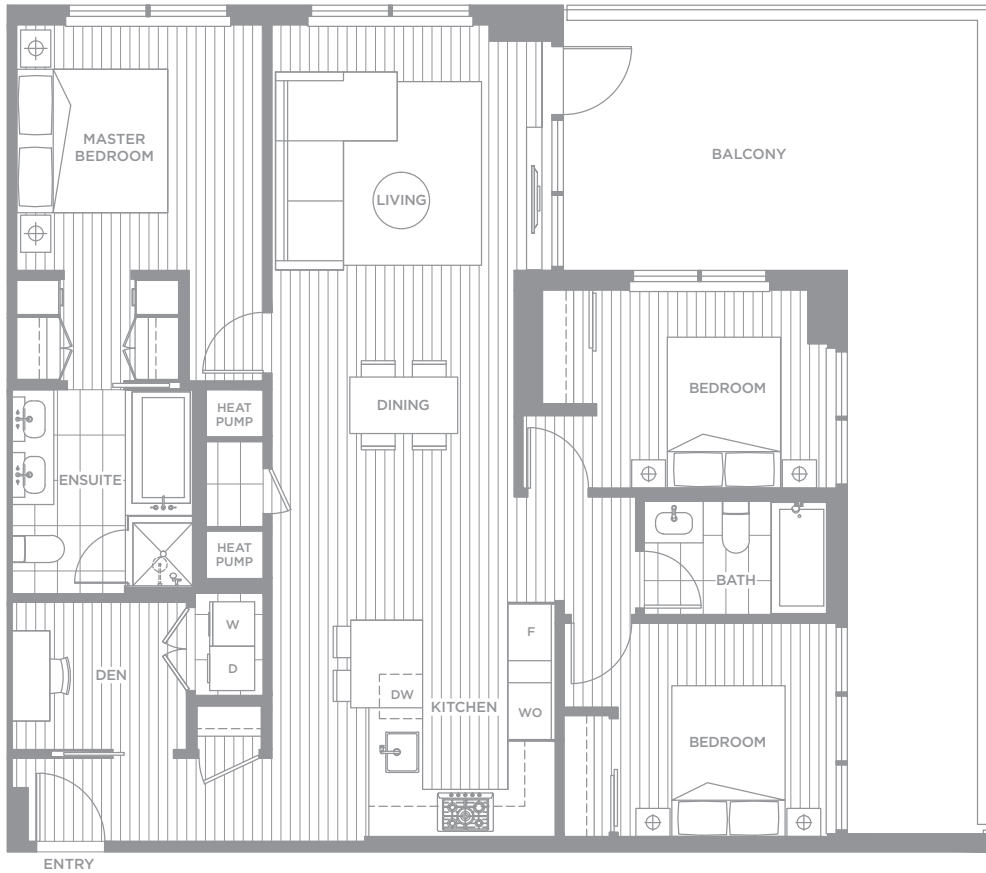 MASTER
BEDROOM
BALCONY
LIVING
BEDROOM
DINING
HEAT
PUMP
ENSUITE
HEAT
PUMP
BATH
W
F
D
DEN
DW
KITCHEN
WO
BEDROOM
ENTRY